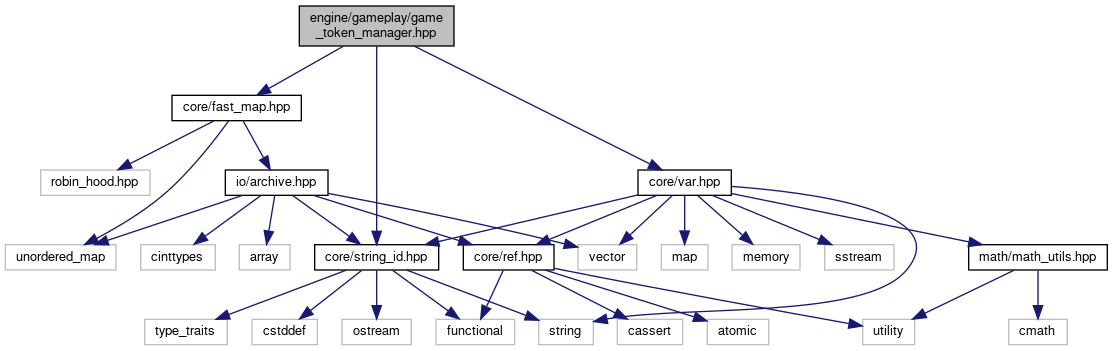 engine/gameplay/game
_token_manager.hpp
core/fast_map.hpp
robin_hood.hpp
io/archive.hpp
core/var.hpp
unordered_map
cinttypes
array
core/string_id.hpp
core/ref.hpp
vector
map
memory
sstream
math/math_utils.hpp
type_traits
cstddef
ostream
functional
string
cassert
atomic
utility
cmath